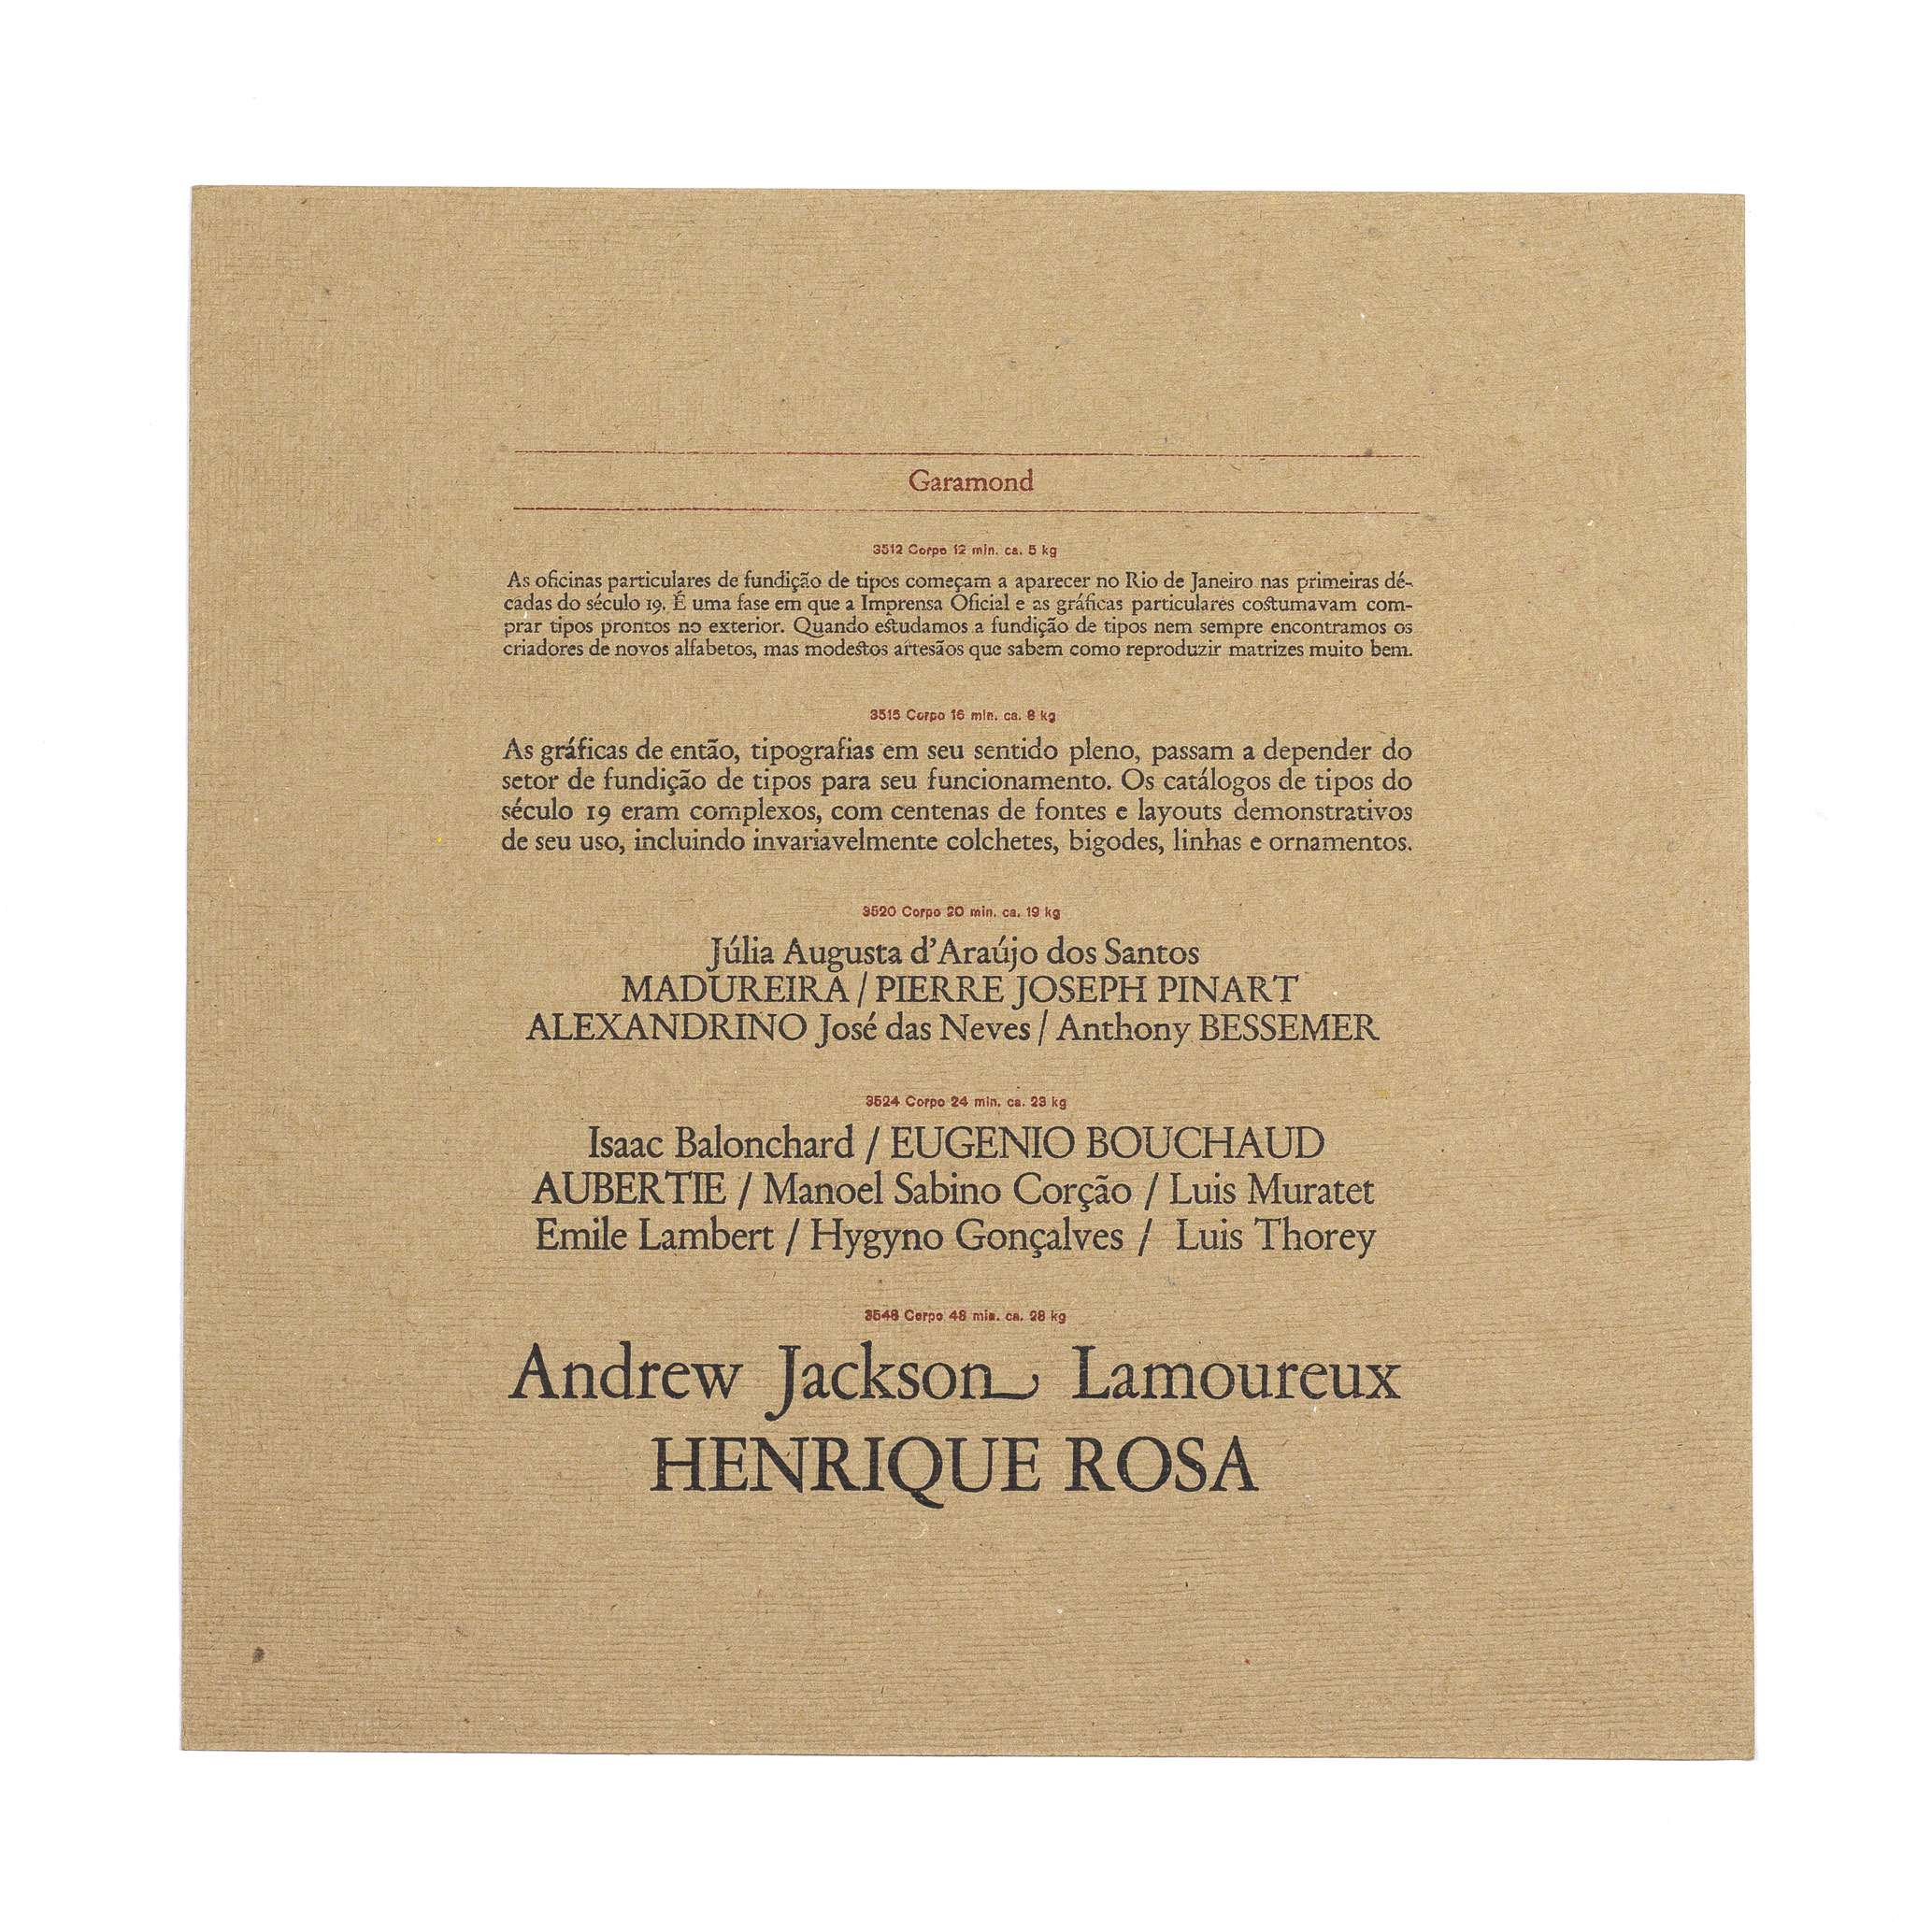 Garamond
3512 Corpo 12 min. ca. 5 kg
As oficinas particulares de fundição de tipos começam a aparecer no Rio de Janeiro nas primeiras dé-
cadas do século 19. É uma fase em que a Imprensa Oficial e as gráficas particulares costumavam com-
prar tipos prontos no exterior. Quando estudamos a fundição de tipos nem sempre encontramos os
criadores de novos alfabetos, mas modestos artesãos que sabem como reproduzir matrizes muito bem.
3516 Corpo 16 min. ca. 8 kg
As gráficas de então, tipografias em seu sentido pleno, passam a depender do
setor de fundição de tipos para seu funcionamento. Os catálogos de tipos do
século 19 eram complexos, com centenas de fontes e layouts demonstrativos
de seu uso, incluindo invariavelmente colchetes, bigodes, linhas e ornamentos.
3520 Corpo 20 min. ca. 19 kg
Júlia Augusta d'Araújo dos Santos
MADUREIRA / PIERRE JOSEPH PINART
ALEXANDRINO José das Neves / Anthony BESSEMER
3524 Corpo 24 min. ca. 23 kg
Isaac Balonchard / EUGENIO BOUCHAUD
AUBERTIE / Manoel Sabino Corção / Luis Muratet
Emile Lambert / Hygyno Gonçalves / Luis Thorey
3548 Corpo 48 min. ca. 28 kg
Andrew Jackson Lamoureux
HENRIQUE ROSA